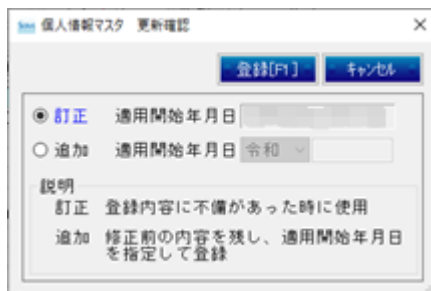 個人情報マスタ 更新確認
登録[F1] キャンセル
訂正 適用開始年月日
追加 適用開始年月日 令和
説明
訂正 登録内容に不備があった時に使用
追加 修正前の内容を残し、適用開始年月日
を指定して登録